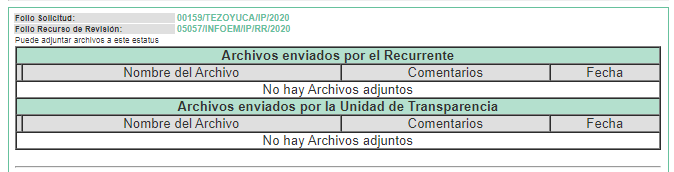 Folio Solicitud: 00159/TEZOYUCA/IP/2020
Folio Recurso de Revisión: 05057/INFOEM/IP/RR/2020
Puede adjuntar archivos a este estatus
Archivos enviados por el Recurrente
Nombre del Archivo Comentarios Fecha
No hay Archivos adjuntos
Archivos enviados por la Unidad de Transparencia
Nombre del Archivo Comentarios Fecha
No hay Archivos adjuntos